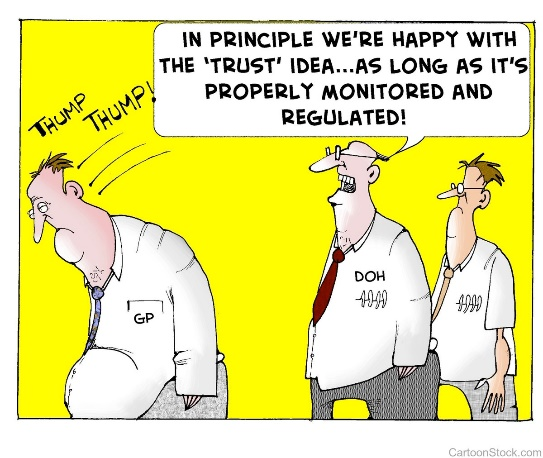 IN PRINCIPLE WE'RE HAPPY WITH
THE 'TRUST' IDEA...AS LONG AS IT'S
PROPERLY MONITORED AND
REGULATED!
THUMP
THUMP!
DOH
GP
CartoonStock.com